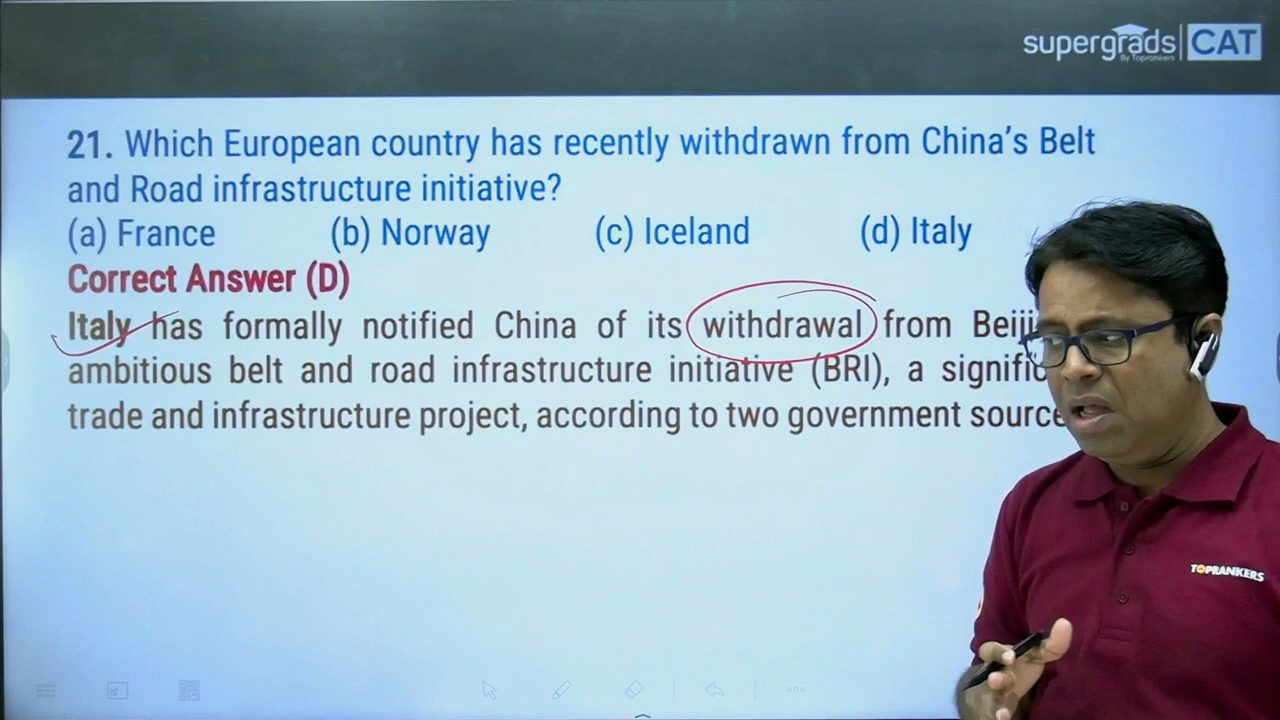 supergrads CAT
By Toprankers
21. Which European country has recently withdrawn from China's Belt
and Road infrastructure initiative?
(a) France (b) Norway (c) Iceland (d) Italy
Correct Answer (D)
Italy has formally notified China of its withdrawal from
ambitious belt and road infrastructure initiative (BRI), a
trade and infrastructure project, according to two government
TOPRANKERS